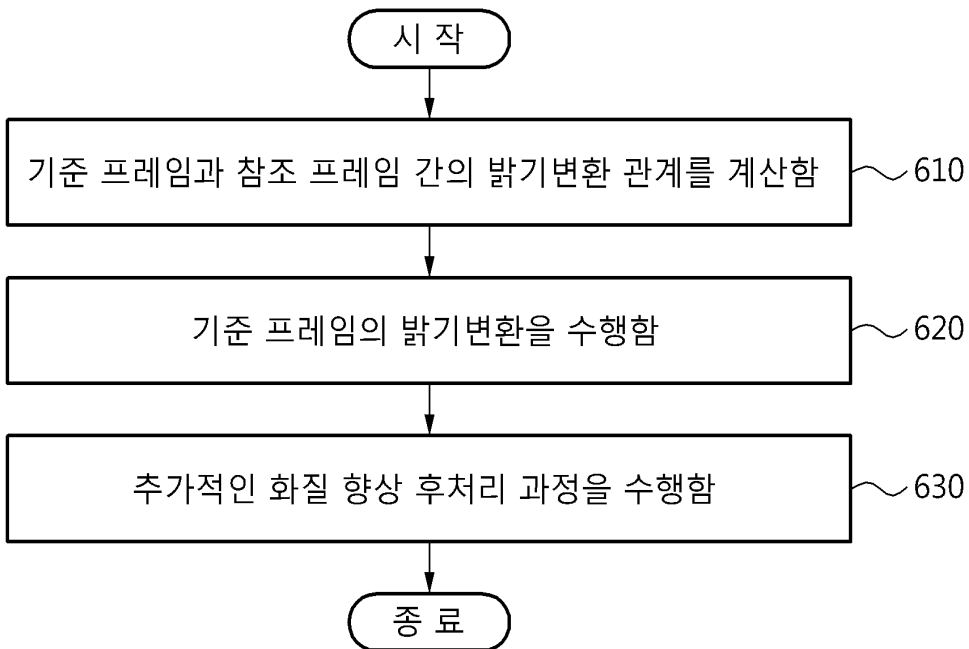 시 작
기준 프레임과 참조 프레임 간의 밝기변환 관계를 계산함
610
기준 프레임의 밝기변환을 수행함
620
추가적인 화질 향상 후처리 과정을 수행함
630
종 료